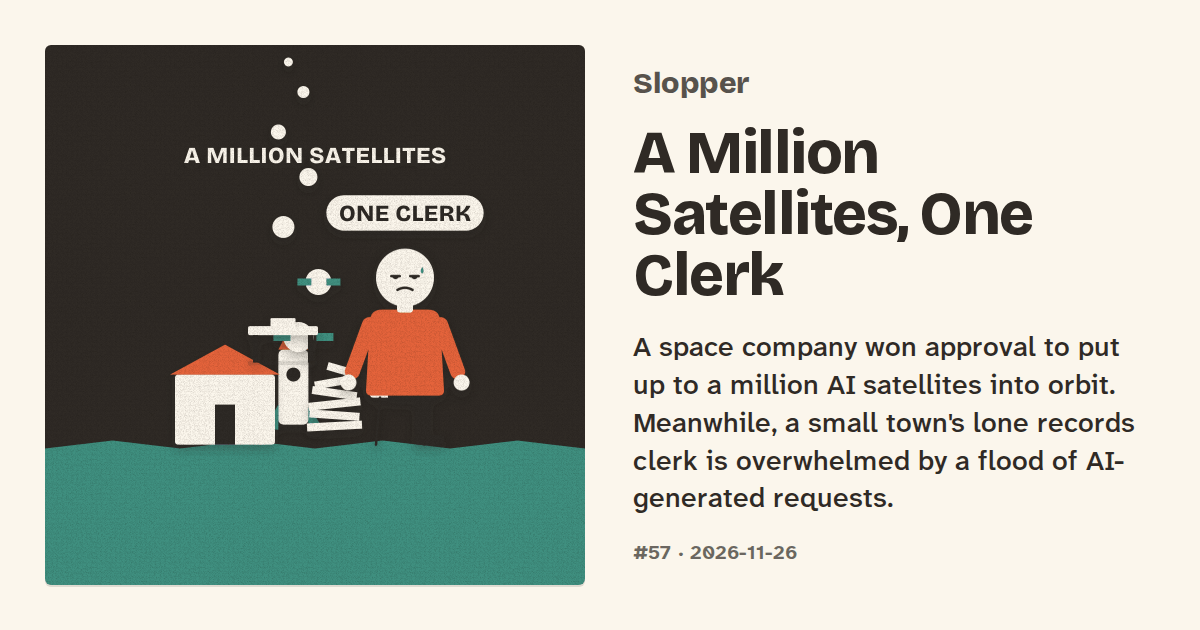 A MILLION SATELLITES
ONE CLERK
Slopper
A Million
Satellites, One
Clerk
A space company won approval to put
up to a million AI satellites into orbit.
Meanwhile, a small town's lone records
clerk is overwhelmed by a flood of AI-
generated requests.
#57 · 2026-11-26